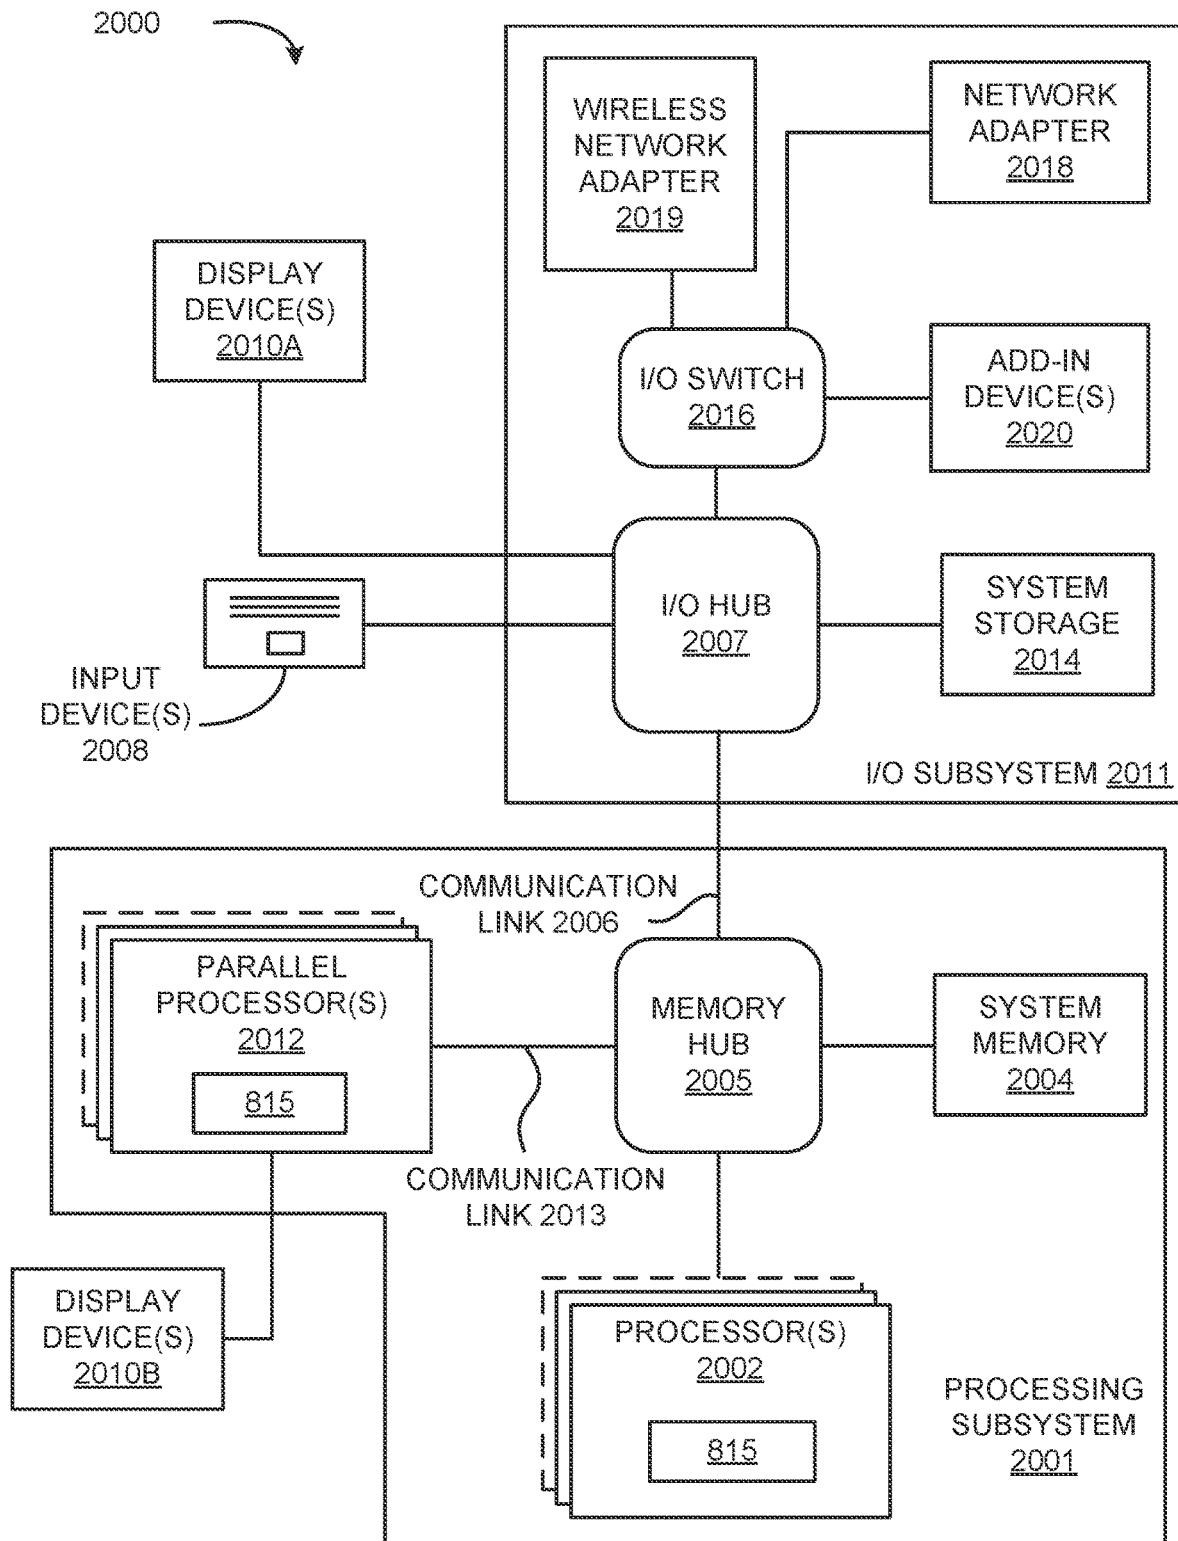 2000
WIRELESS
NETWORK
ADAPTER
2019
NETWORK
ADAPTER
2018
DISPLAY
DEVICE(S)
2010A
I/O SWITCH
2016
ADD-IN
DEVICE(S)
2020
I/O HUB
2007
SYSTEM
STORAGE
2014
INPUT
DEVICE(S)
2008
I/O SUBSYSTEM 2011
COMMUNICATION
LINK 2006
PARALLEL
PROCESSOR(S)
2012
815
MEMORY
HUB
2005
SYSTEM
MEMORY
2004
COMMUNICATION
LINK 2013
DISPLAY
DEVICE(S)
2010B
PROCESSOR(S)
2002
815
PROCESSING
SUBSYSTEM
2001